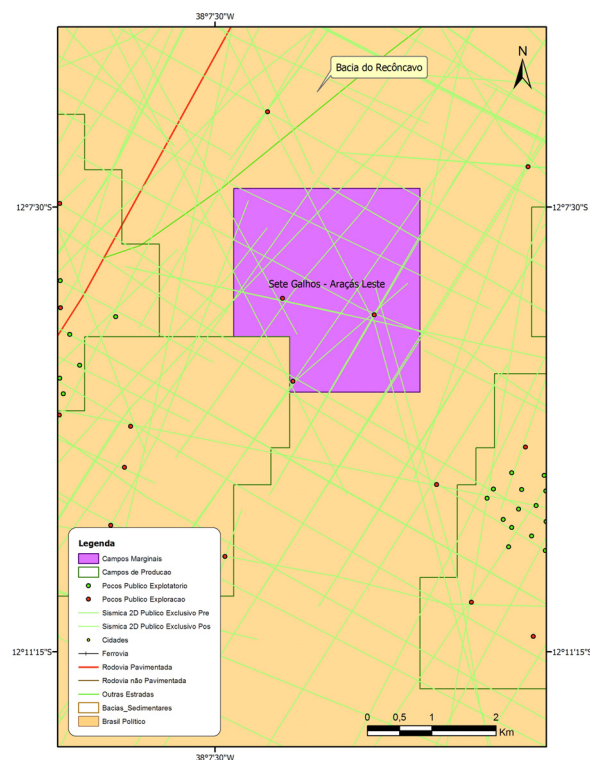 38°7'30"W
Bacia do Recôncavo
N
12°7'30"S
12°7'30"S
Sete Galhos - Araçás Leste
Legenda
Campos Marginais
Campos de Producao
Pocos Publico Explotatorio
Pocos Publico Exploracao
Sismica 2D Publico Exclusivo Pre
Sismica 2D Publico Exclusivo Pos
Cidades
Ferrovia
Rodovia Pavimentada
Rodovia não Pavimentada
Outras Estradas
Bacias_Sedimentares
Brasil Político
12°11'15"S
12°11'15"S
0 0,5 1 2
Km
38°7'30"W